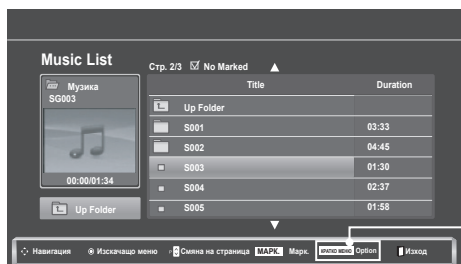 Music List
Стр. 2/3 No Marked
Музика
SG003
00:00/01:34
Up Folder
Title Duration
Up Folder
S001 03:33
S002 04:45
S003 01:30
S004 02:37
S005 01:58
Навигация Изскачащо меню P Смяна на страница МАРК. Марк. КРАТКО МЕНЮ Option Изход